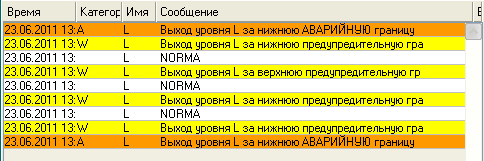 Время Категор Имя Сообщение
23.06.2011 13: A L Выход уровня L за нижнюю АВАРИЙНУЮ границу
23.06.2011 13: W L Выход уровня L за нижнюю предупредительную гра
23.06.2011 13: L NORMA
23.06.2011 13: W L Выход уровня L за верхнюю предупредительную гр
23.06.2011 13: L NORMA
23.06.2011 13: W L Выход уровня L за нижнюю предупредительную гра
23.06.2011 13: L NORMA
23.06.2011 13: W L Выход уровня L за нижнюю предупредительную гра
23.06.2011 13: A L Выход уровня L за нижнюю АВАРИЙНУЮ границу